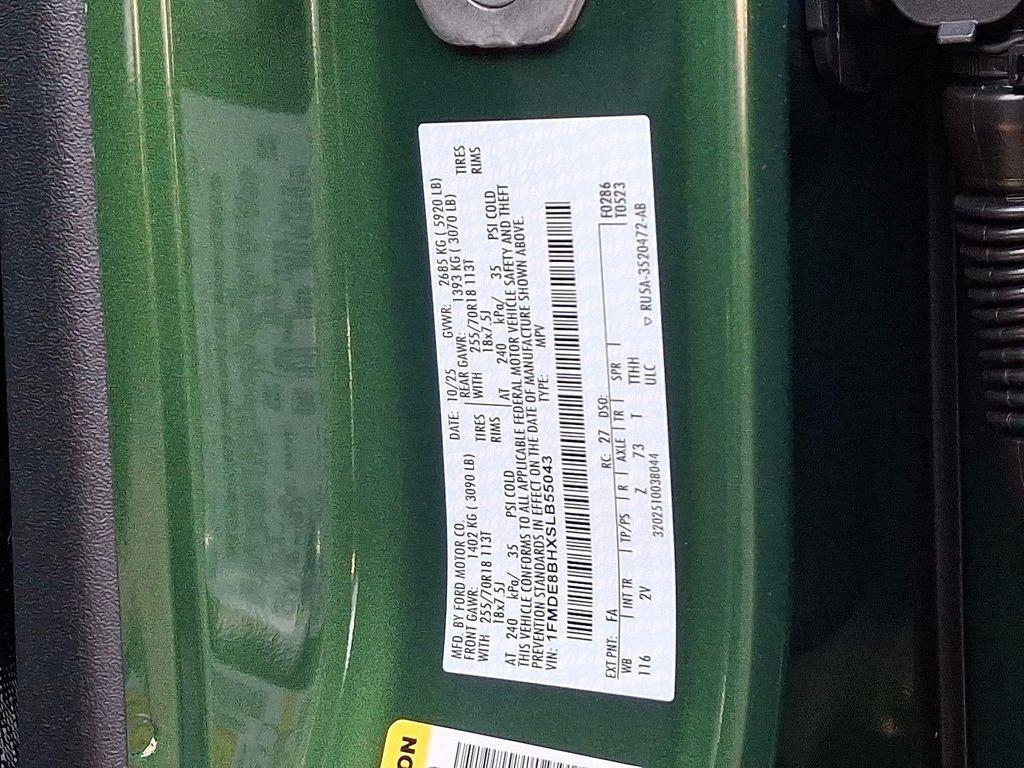 MFD. BY FORD MOTOR CO.
DATE: 10/25 GVWR: 2685 KG ( 5920 LB)
FRONT GAWR: 1402 KG ( 3090 LB) REAR GAWR: 1393 KG ( 3070 LB)
WITH 255/70R18 113T TIRES WITH 255/70R18 113T TIRES
18x7.5J RIMS 18x7.5J RIMS
AT 240 kPa/ 35 PSI COLD AT 240 kPa/ 35 PSI COLD
THIS VEHICLE CONFORMS TO ALL APPLICABLE FEDERAL MOTOR VEHICLE SAFETY AND THEFT
PREVENTION STANDARDS IN EFFECT ON THE DATE OF MANUFACTURE SHOWN ABOVE.
VIN: 1FMDE8BHXSLB55043 TYPE: MPV
EXT PNT: FA RC: 27 DSO: F0286
WB INT TR TP/PS R AXLE TR SPR T0523
116 2V Z 73 T TTHH
3202510038044 ULC ▽ RU5A-3520472-AB
ON